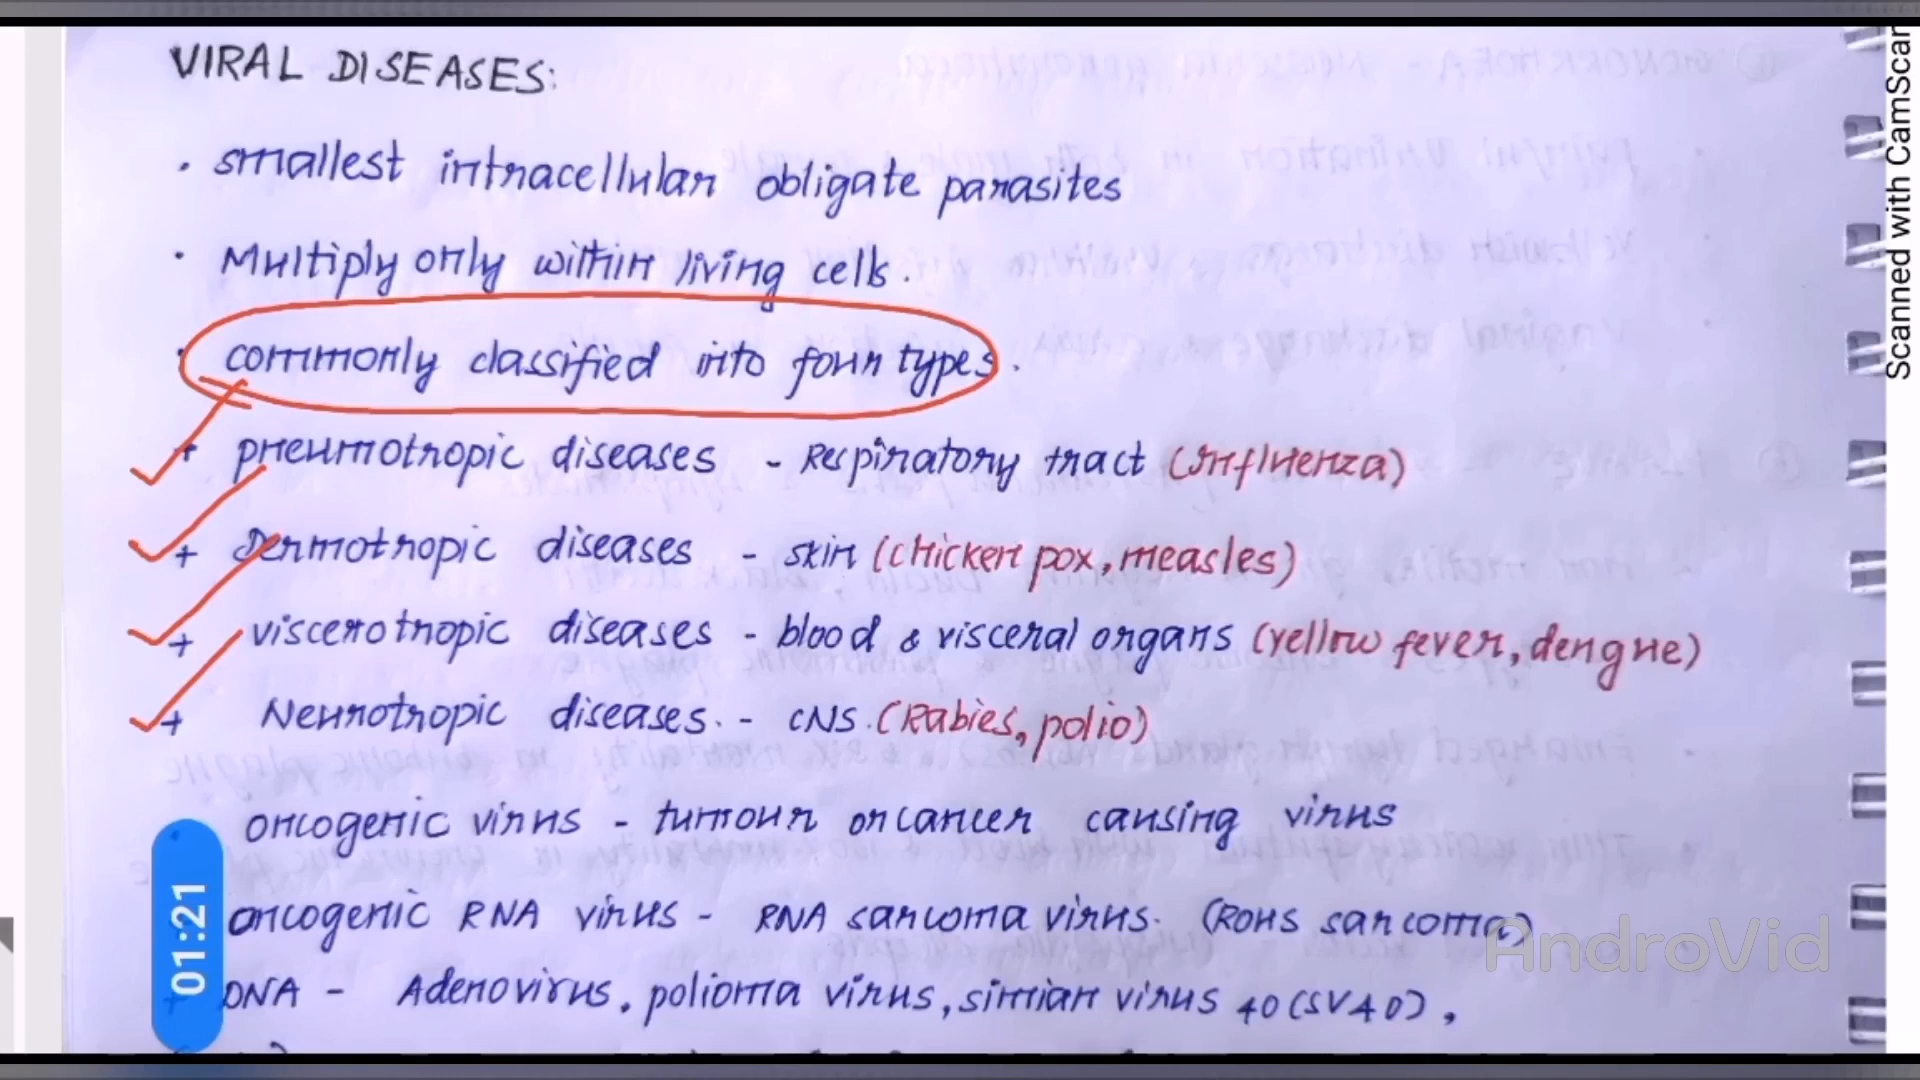 VIRAL DISEASES:
· smallest intracellular obligate parasites
· Multiply only within living cells.
· commonly classified into four types.
+ pneumotropic diseases - Respiratory tract (Influenza)
+ Dermotropic diseases - skin (chicken pox, measles)
+ viscerotropic diseases - blood & visceral organs (yellow fever, dengue)
+ Neurotropic diseases. - CNS. (Rabies, polio)
· oncogenic virus - tumour or cancer causing virus
oncogenic RNA virus - RNA sarcoma virus. (Rous sarcoma)
+ DNA - Adenovirus, polioma virus, simian virus 40 (SV40),
01:21
AndroVid
Scanned with CamScan